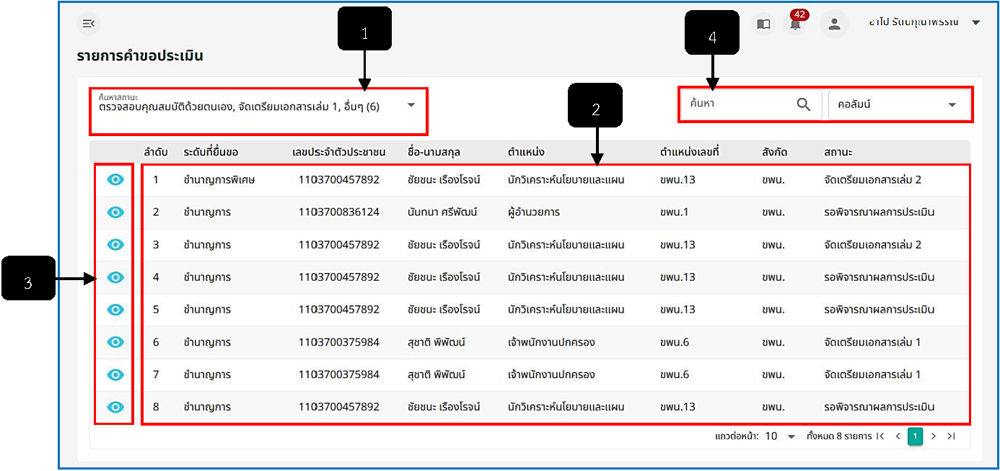 1
4
42
อาโป รัตนคุณาพรรณ
รายการคำขอประเมิน
2
ค้นหาสถานะ
ตรวจสอบคุณสมบัติด้วยตนเอง, จัดเตรียมเอกสารเล่ม 1, อื่นๆ (6)
ค้นหา
คอลัมน์
ลำดับ ระดับที่ยื่นขอ เลขประจำตัวประชาชน ชื่อ-นามสกุล ตำแหน่ง ตำแหน่งเลขที่ สังกัด สถานะ
1 ชำนาญการพิเศษ 1103700457892 ชัยชนะ เรืองโรจน์ นักวิเคราะห์นโยบายและแผน ขพน.13 ขพน. จัดเตรียมเอกสารเล่ม 2
2 ชำนาญการ 1103700836124 นันทนา ศรีพัฒน์ ผู้อำนวยการ ขพน.1 ขพน. รอพิจารณาผลการประเมิน
3 ชำนาญการ 1103700457892 ชัยชนะ เรืองโรจน์ นักวิเคราะห์นโยบายและแผน ขพน.13 ขพน. จัดเตรียมเอกสารเล่ม 2
3
4 ชำนาญการ 1103700457892 ชัยชนะ เรืองโรจน์ นักวิเคราะห์นโยบายและแผน ขพน.13 ขพน. รอพิจารณาผลการประเมิน
5 ชำนาญการ 1103700457892 ชัยชนะ เรืองโรจน์ นักวิเคราะห์นโยบายและแผน ขพน.13 ขพน. รอพิจารณาผลการประเมิน
6 ชำนาญการ 1103700375984 สุชาติ พิพัฒน์ เจ้าพนักงานปกครอง ขพน.6 ขพน. จัดเตรียมเอกสารเล่ม 1
7 ชำนาญการ 1103700375984 สุชาติ พิพัฒน์ เจ้าพนักงานปกครอง ขพน.6 ขพน. จัดเตรียมเอกสารเล่ม 1
8 ชำนาญการ 1103700457892 ชัยชนะ เรืองโรจน์ นักวิเคราะห์นโยบายและแผน ขพน.13 ขพน. รอพิจารณาผลการประเมิน
แถวต่อหน้า: 10 ทั้งหมด 8 รายการ 1